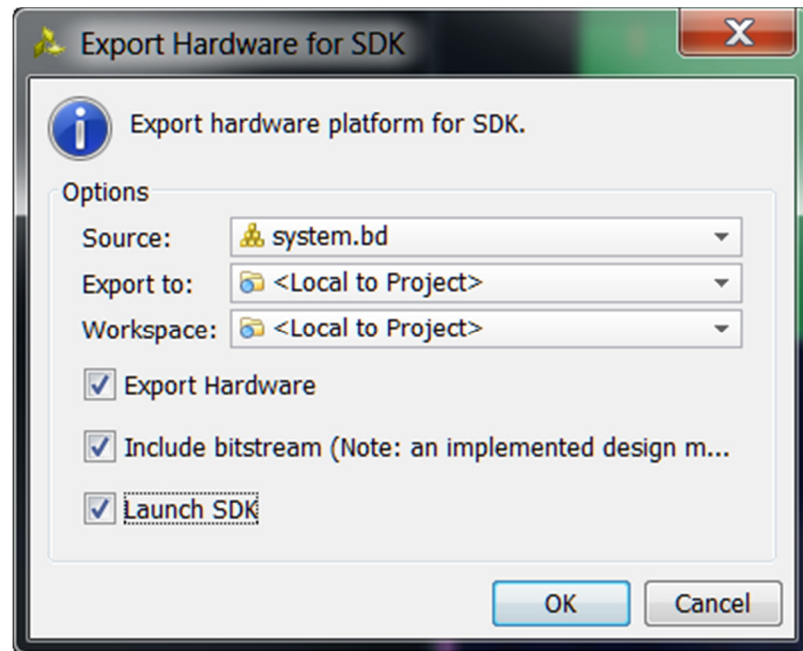 Export Hardware for SDK
Export hardware platform for SDK.
Options
Source: system.bd
Export to: <Local to Project>
Workspace: <Local to Project>
Export Hardware
Include bitstream (Note: an implemented design m...
Launch SDK
OK Cancel